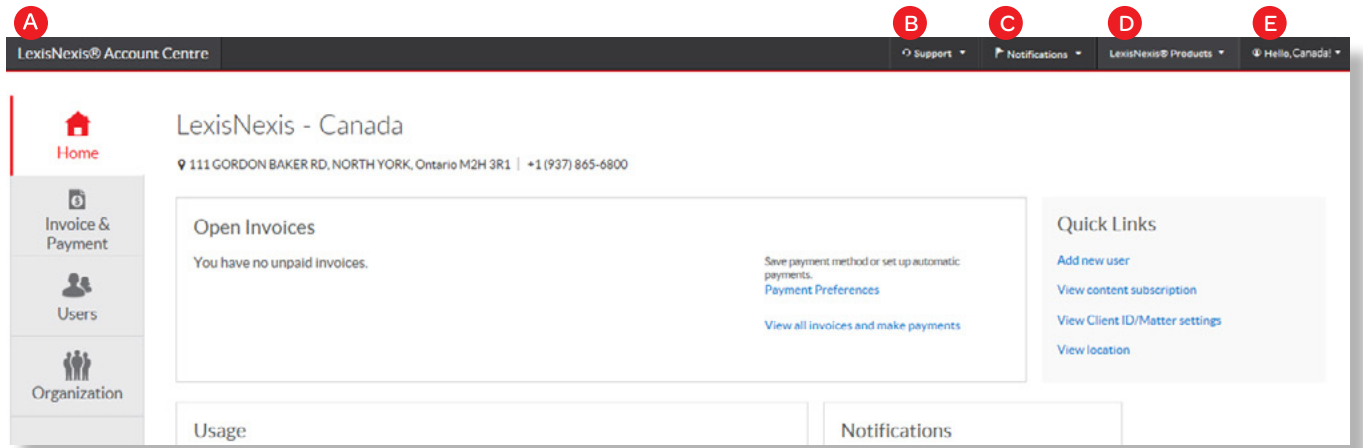 A
B
C
D
E
LexisNexis® Account Centre
Support
Notifications
LexisNexis® Products
Hello, Canada!
Home
Invoice &
Payment
Users
Organization
LexisNexis - Canada
111 GORDON BAKER RD, NORTH YORK, Ontario M2H 3R1 | +1 (937) 865-6800
Open Invoices
You have no unpaid invoices.
Save payment method or set up automatic
payments.
Payment Preferences
View all invoices and make payments
Quick Links
Add new user
View content subscription
View Client ID/Matter settings
View location
Usage
Notifications